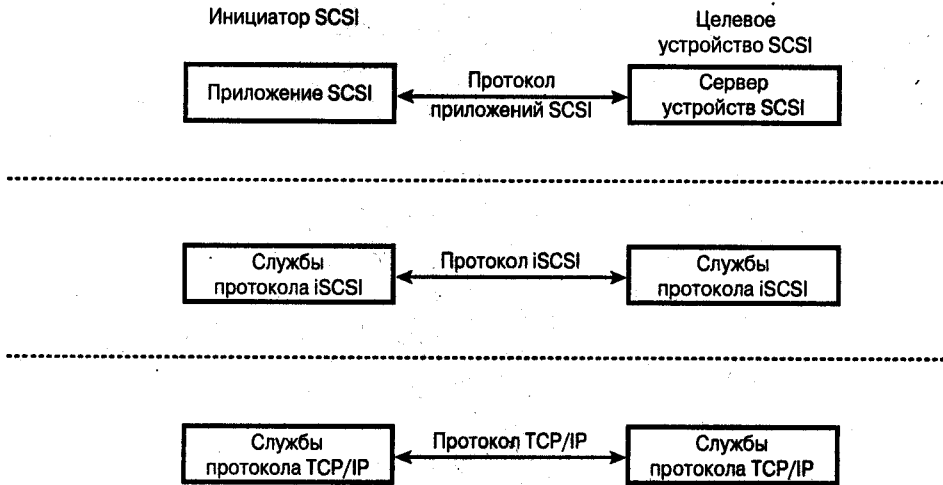 Инициатор SCSI
Целевое
устройство SCSI
Приложение SCSI
Протокол
приложений SCSI
Сервер
устройств SCSI
Службы
протокола iSCSI
Протокол iSCSI
Службы
протокола iSCSI
Службы
протокола TCP/IP
Протокол TCP/IP
Службы
протокола TCP/IP